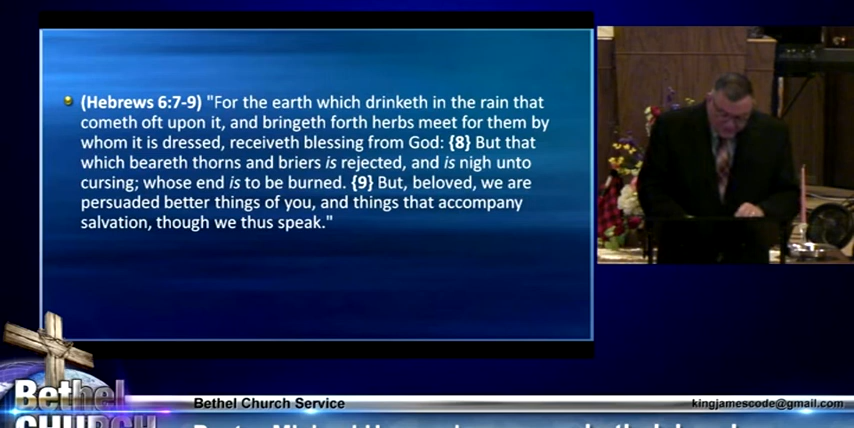 (Hebrews 6:7-9) "For the earth which drinketh in the rain that
cometh oft upon it, and bringeth forth herbs meet for them by
whom it is dressed, receiveth blessing from God: {8} But that
which beareth thorns and briers is rejected, and is nigh unto
cursing; whose end is to be burned. {9} But, beloved, we are
persuaded better things of you, and things that accompany
salvation, though we thus speak."
Bethel
CHURCH
Bethel Church Service
kingjamescode@gmail.com